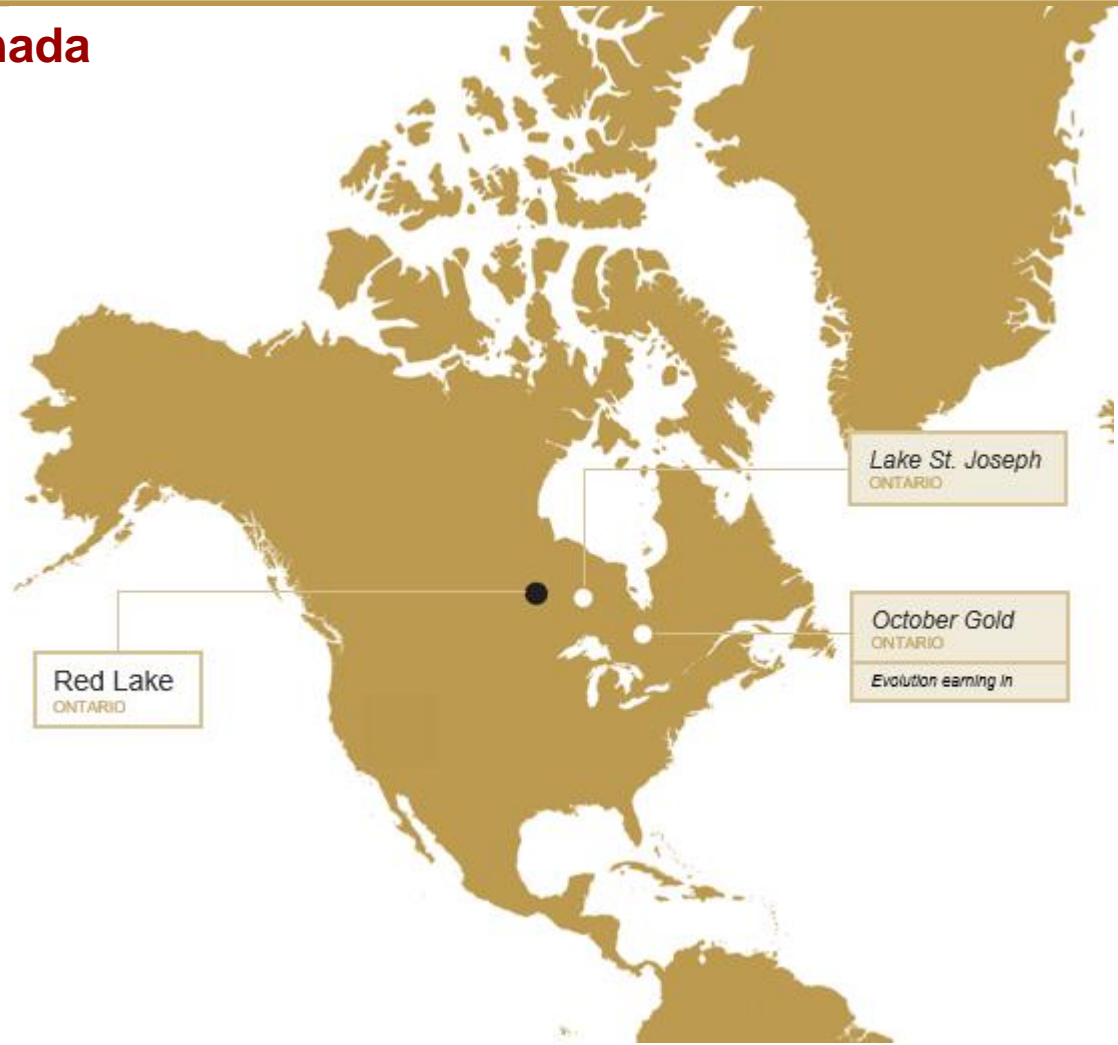 nada
Lake St. Joseph
ONTARIO
October Gold
ONTARIO
Evolution earning in
Red Lake
ONTARIO